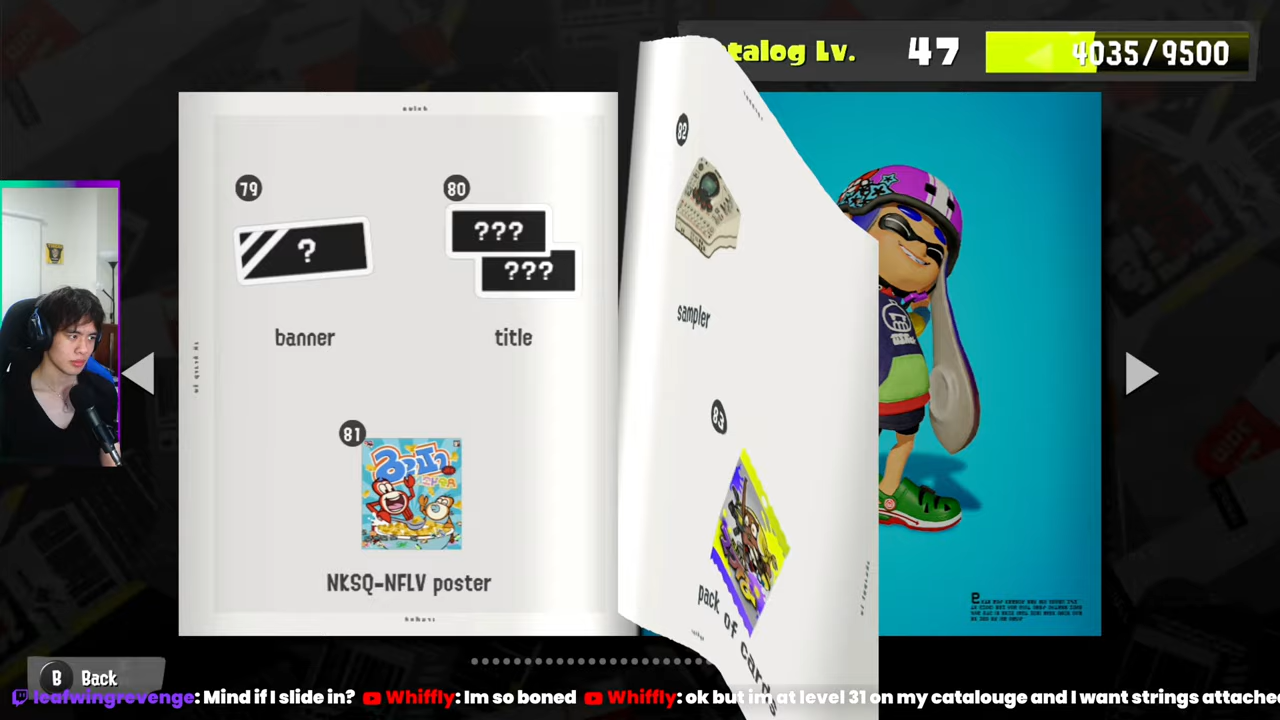 talog Lv. 47 4035/9500
79
?
banner
80
???
???
title
81
NKSQ-NFLV poster
82
sampler
83
pack of cards
B Back
leafwingrevenge: Mind if I slide in? Whiffly: Im so boned Whiffly: ok but im at level 31 on my catalouge and I want strings attache